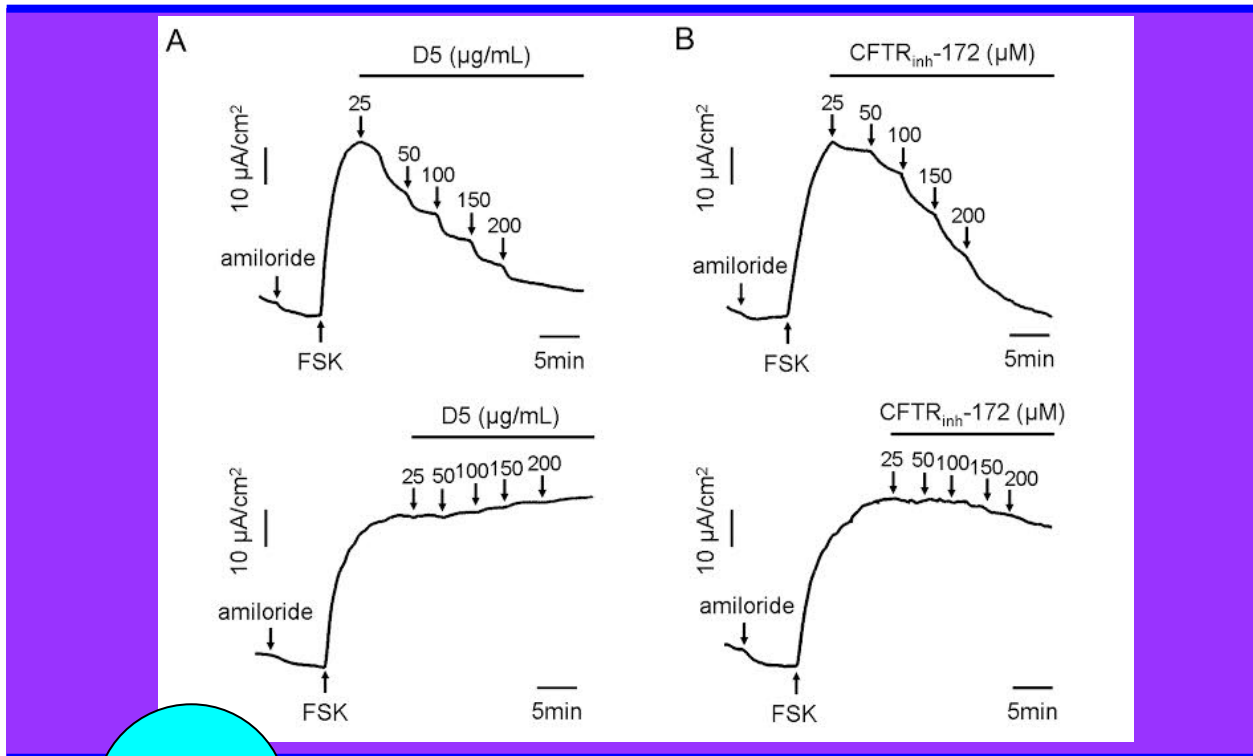 A
D5 (µg/mL)
25
50
100
150
200
10 µA/cm²
amiloride
FSK
5min
B
CFTRinh-172 (µM)
25
50
100
150
200
10 µA/cm²
amiloride
FSK
5min
D5 (µg/mL)
25 50 100 150 200
10 µA/cm²
amiloride
FSK
5min
CFTRinh-172 (µM)
25 50 100 150 200
10 µA/cm²
amiloride
FSK
5min